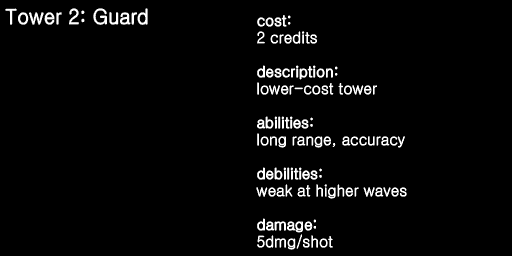 Tower 2: Guard
cost:
2 credits
description:
lower-cost tower
abilities:
long range, accuracy
debilities:
weak at higher waves
damage:
5dmg/shot